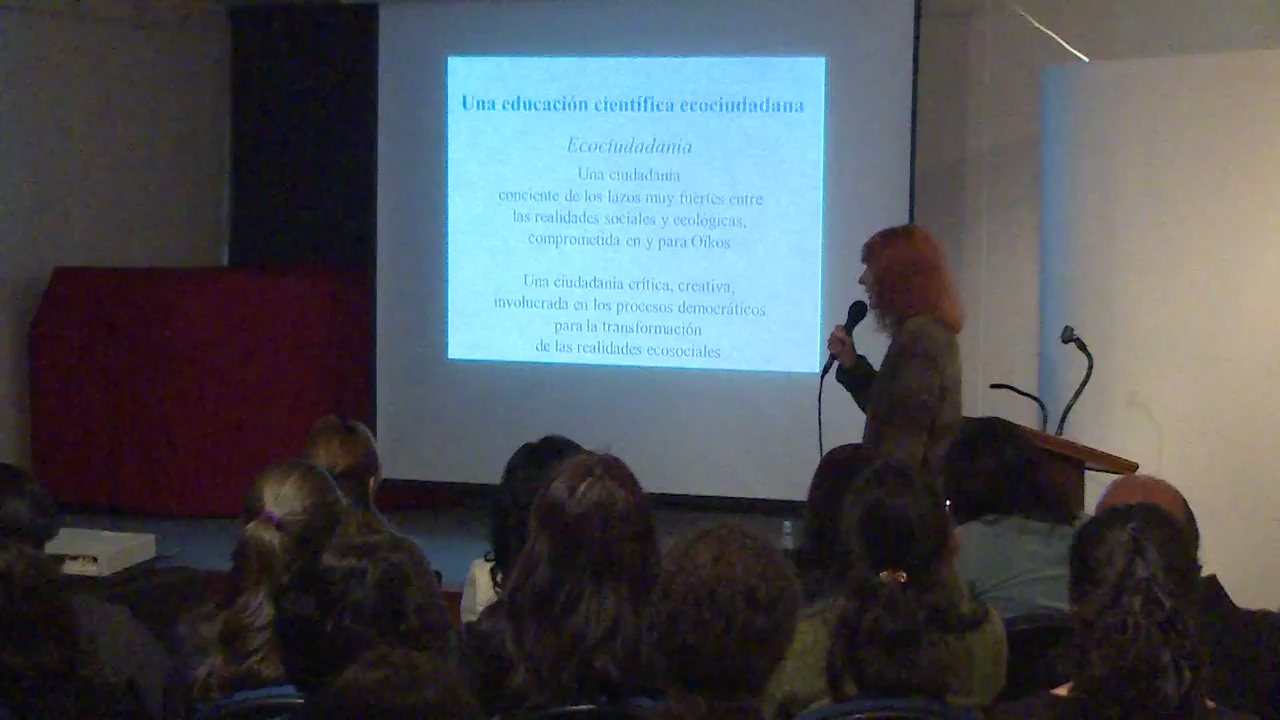 Una educación científica ecociudadana
Ecociudadanía
Una ciudadanía
conciente de los lazos muy fuertes entre
las realidades sociales y ecológicas,
comprometida en y para Oïkos
Una ciudadanía crítica, creativa,
involucrada en los procesos democráticos
para la transformación
de las realidades ecosociales